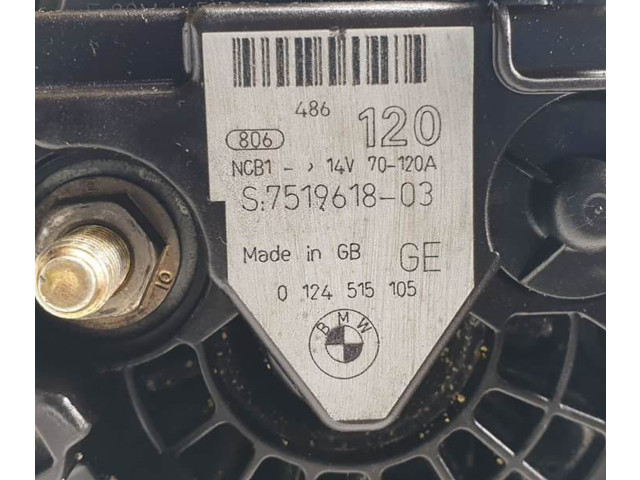 486
806
120
NCB1 - › 14V 70-120A
S:7519618-03
Made in GB
GE
0 124 515 105
BMW
10